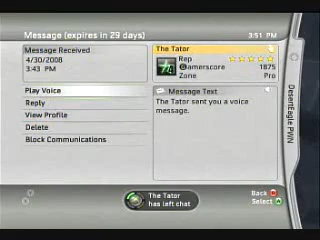 Message (expires in 29 days)
3:51 PM
Message Received
4/30/2008
3:43 PM
The Tator
Rep
Gamerscore 1875
Zone Pro
Play Voice
Reply
View Profile
Delete
Block Communications
Message Text
The Tator sent you a voice
message.
DesertEagle PWN
The Tator
has left chat
Back B
Select A